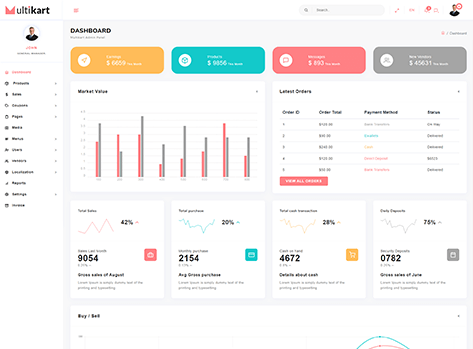 Multikart
Search..
EN
JOHN
DASHBOARD
Multikart Admin Panel
/ Dashboard
Dashboard
Products
Sales
Coupons
Pages
Media
Menus
Users
Vendors
Localization
Reports
Settings
Invoice
Earnings
$ 6659 This Month
Products
$ 9856 This Month
Messages
$ 893 This Month
New Vendors
$ 45631 This Month
Market Value
Latest Orders
Order ID Order Total Payment Method Status
1 $120.00 Bank Transfers On Way
2 $90.00 Ekouros Delivered
3 $240.00 Cash Delivered
4 $120.00 Direct Deposit
5 $50.00 Bank Transfers Delivered
VIEW ALL ORDERS
Total Sales
42%
Sales Last Month
9054
Gross sales of August
Lorem Ipsum is simply dummy text of the printing and typesetting.
Total purchase
20%
Monthly purchase
2154
Avg Gross purchase
Lorem Ipsum is simply dummy text of the printing and typesetting.
Total cash transaction
28%
Cash on hand
4672
Details about cash
Lorem Ipsum is simply dummy text of the printing and typesetting.
Daily Deposits
75%
Security Deposits
0782
Gross sales of June
Lorem Ipsum is simply dummy text of the printing and typesetting.
Buy / Sell